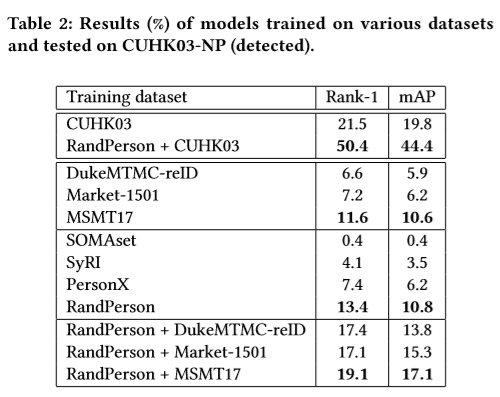 Table 2: Results (%) of models trained on various datasets
and tested on CUHK03-NP (detected).
Training dataset Rank-1 mAP
CUHK03 21.5 19.8
RandPerson + CUHK03 50.4 44.4
DukeMTMC-reID 6.6 5.9
Market-1501 7.2 6.2
MSMT17 11.6 10.6
SOMAset 0.4 0.4
SyRI 4.1 3.5
PersonX 7.4 6.2
RandPerson 13.4 10.8
RandPerson + DukeMTMC-reID 17.4 13.8
RandPerson + Market-1501 17.1 15.3
RandPerson + MSMT17 19.1 17.1